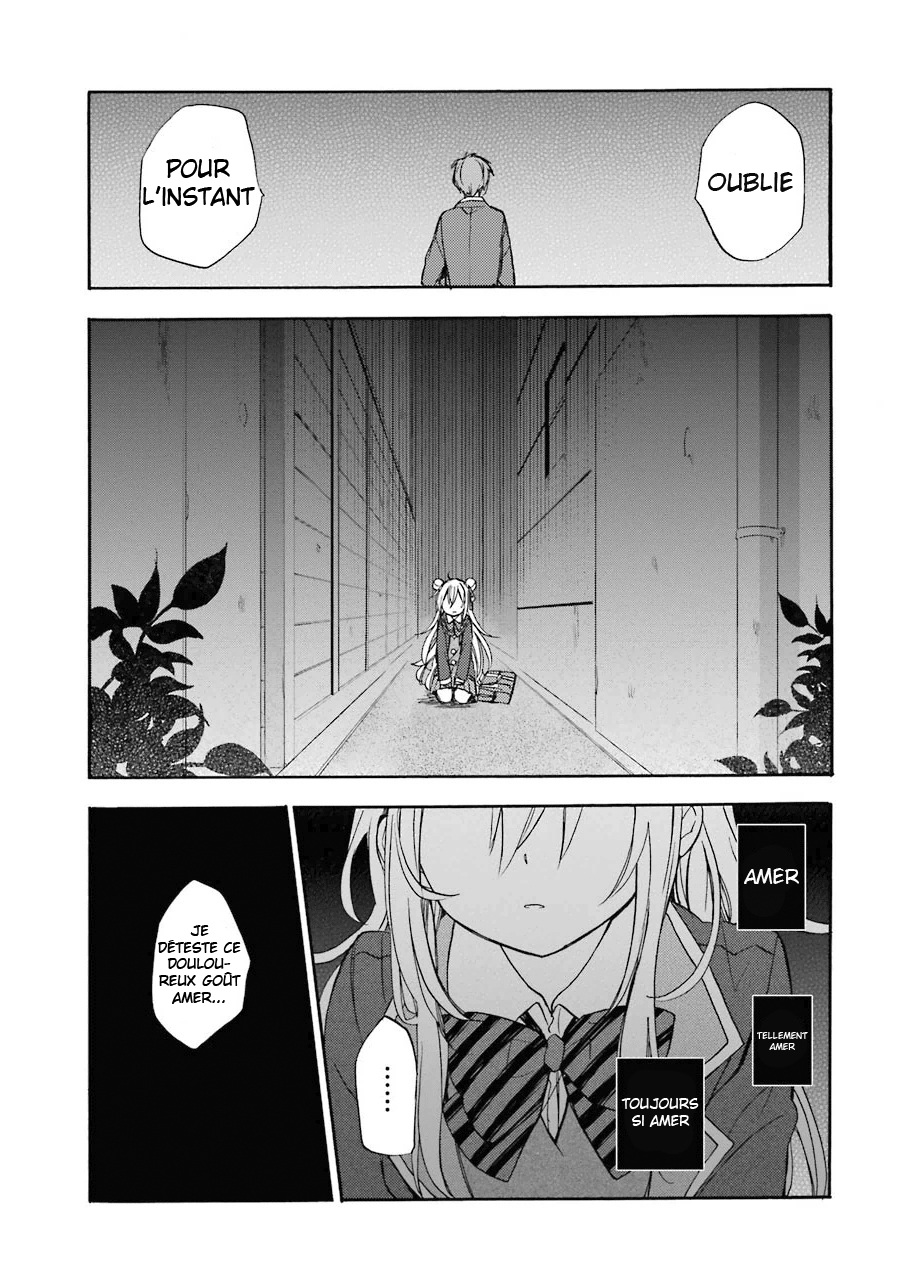 OUBLIE
POUR
L'INSTANT
AMER
TELLEMENT
AMER
TOUJOURS
SI AMER
......
JE
DÉTESTE CE
DOULOU-
REUX GOÛT
AMER...